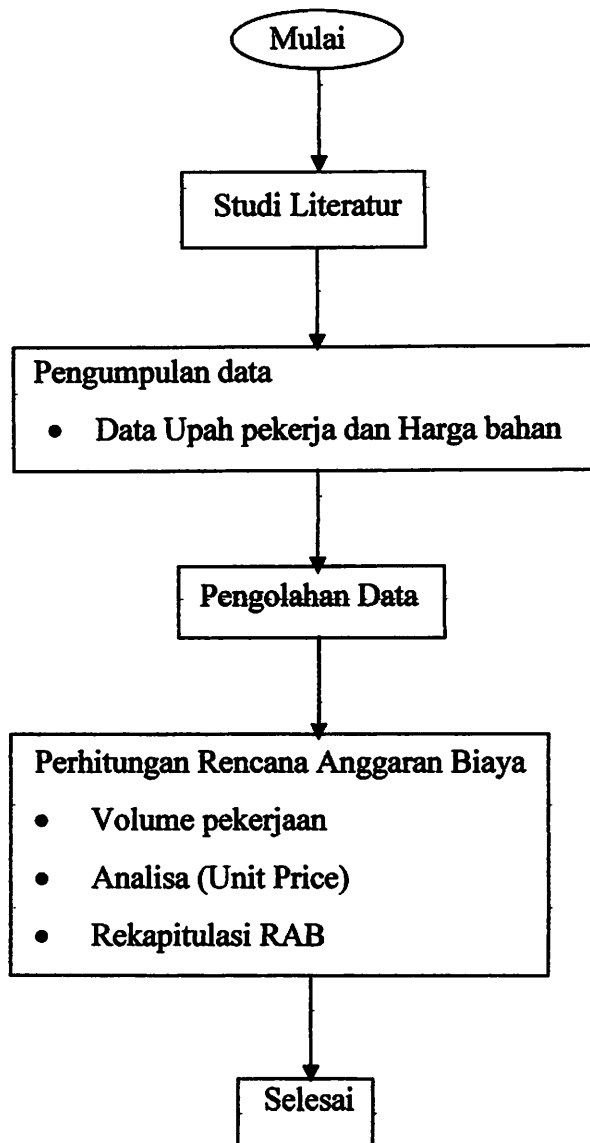 Mulai
Studi Literatur
Pengumpulan data
• Data Upah pekerja dan Harga bahan
Pengolahan Data
Perhitungan Rencana Anggaran Biaya
• Volume pekerjaan
• Analisa (Unit Price)
• Rekapitulasi RAB
Selesai